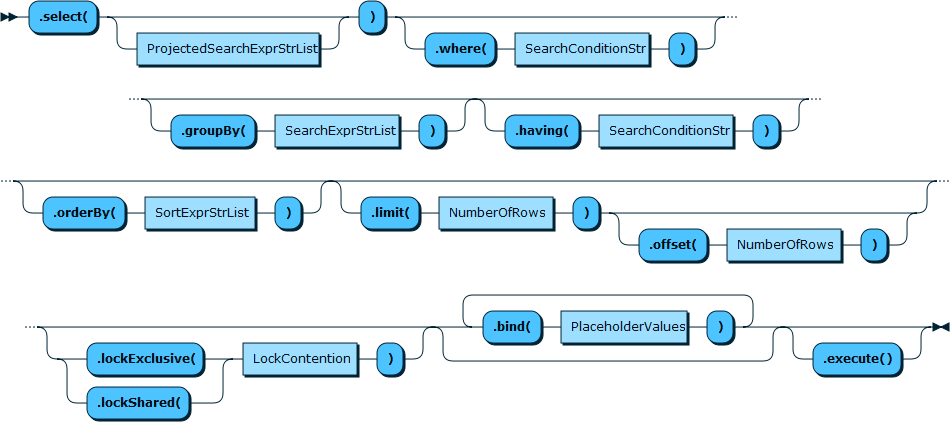 .select( ProjectedSearchExprStrList ) .where( SearchConditionStr )
.groupBy( SearchExprStrList ) .having( SearchConditionStr )
.orderBy( SortExprStrList ) .limit( NumberOfRows )
.offset( NumberOfRows )
.bind( PlaceholderValues )
.lockExclusive( LockContention ) .execute()
.lockShared(